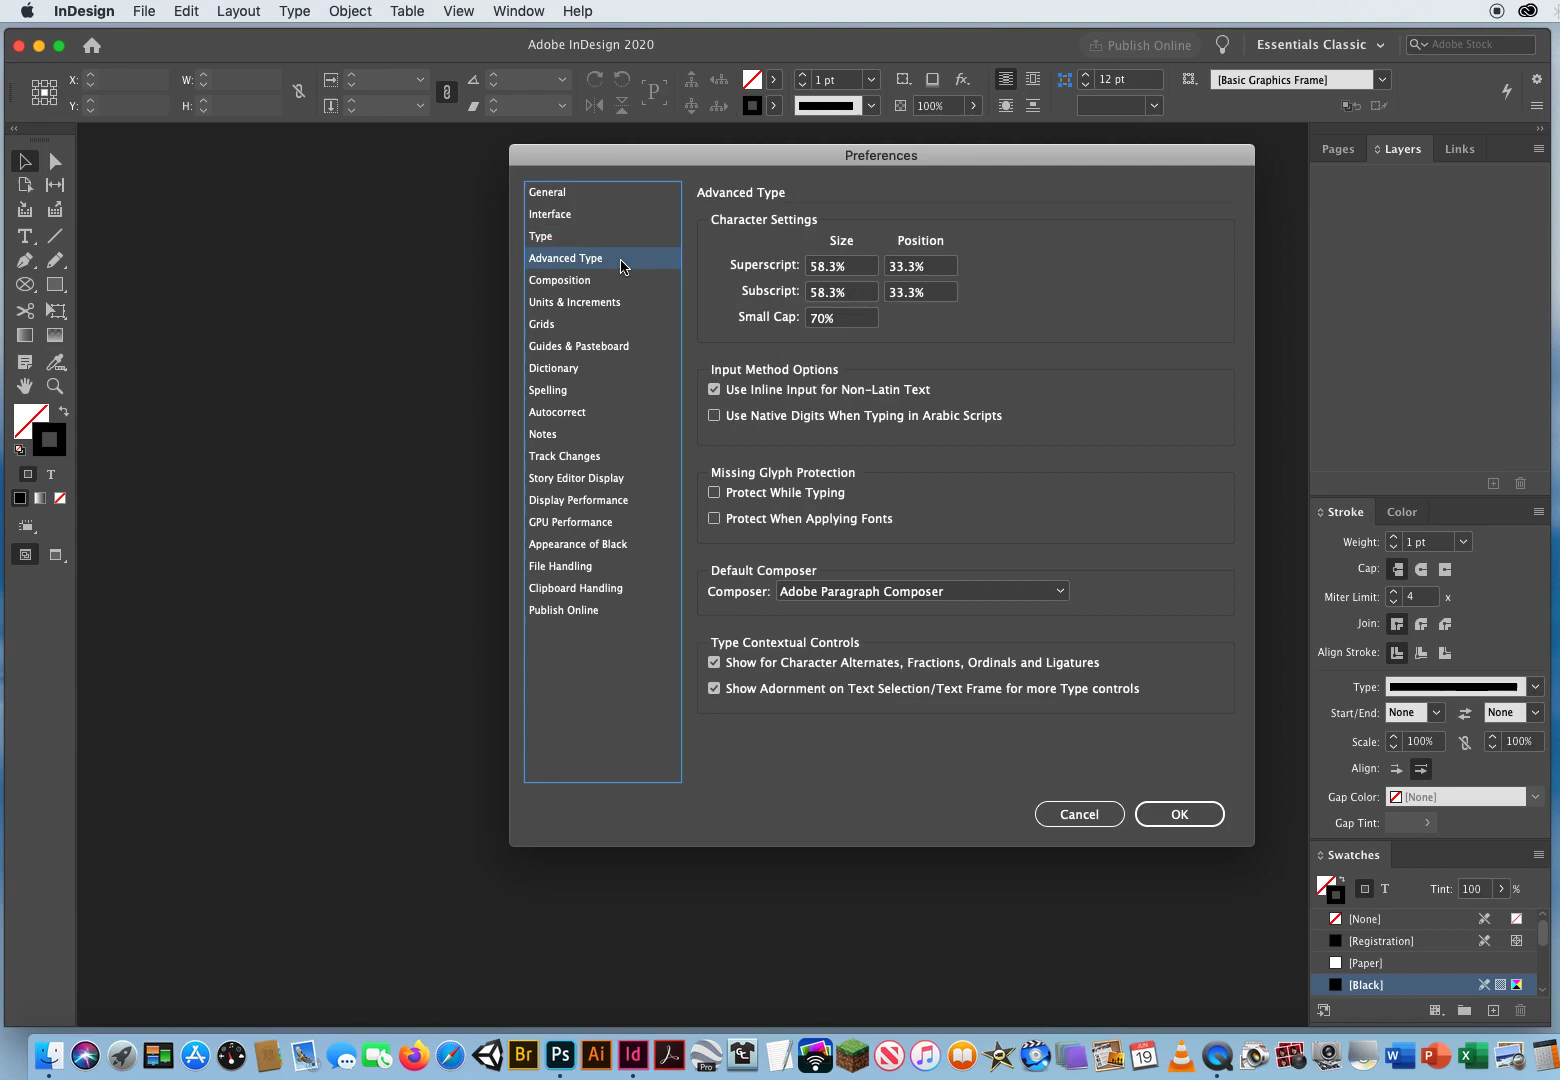 InDesign File Edit Layout Type Object Table View Window Help
Adobe InDesign 2020
Publish Online
Essentials Classic
Adobe Stock
X: W: 1 pt 12 pt [Basic Graphics Frame]
Y: H: 100%
Preferences
General
Interface
Type
Advanced Type
Composition
Units & Increments
Grids
Guides & Pasteboard
Dictionary
Spelling
Autocorrect
Notes
Track Changes
Story Editor Display
Display Performance
GPU Performance
Appearance of Black
File Handling
Clipboard Handling
Publish Online
Advanced Type
Character Settings
Size Position
Superscript: 58.3% 33.3%
Subscript: 58.3% 33.3%
Small Cap: 70%
Input Method Options
Use Inline Input for Non-Latin Text
Use Native Digits When Typing in Arabic Scripts
Missing Glyph Protection
Protect While Typing
Protect When Applying Fonts
Default Composer
Composer: Adobe Paragraph Composer
Type Contextual Controls
Show for Character Alternates, Fractions, Ordinals and Ligatures
Show Adornment on Text Selection/Text Frame for more Type controls
Cancel OK
Pages Layers Links
Stroke Color
Weight: 1 pt
Cap:
Miter Limit: 4 x
Join:
Align Stroke:
Type:
Start/End: None None
Scale: 100% 100%
Align:
Gap Color: [None]
Gap Tint:
Swatches
T Tint: 100 %
[None]
[Registration]
[Paper]
[Black]
Br Ps Ai Id Pro JUN 19 W P X